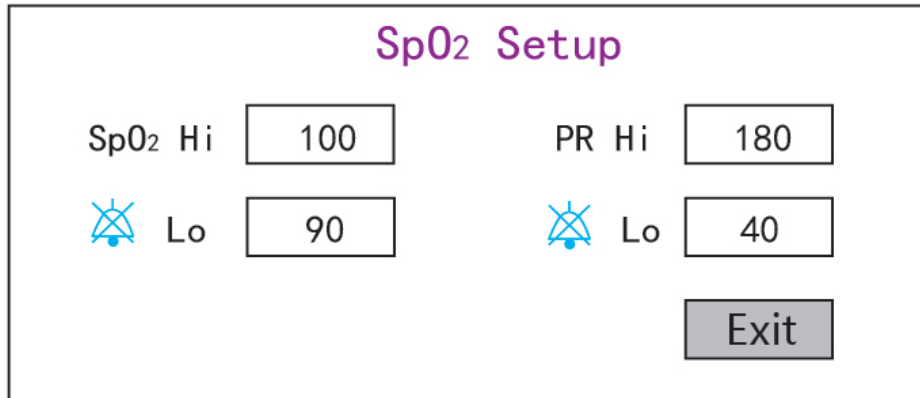 SpO₂ Setup
SpO₂ Hi 100 PR Hi 180
Lo 90 Lo 40
Exit